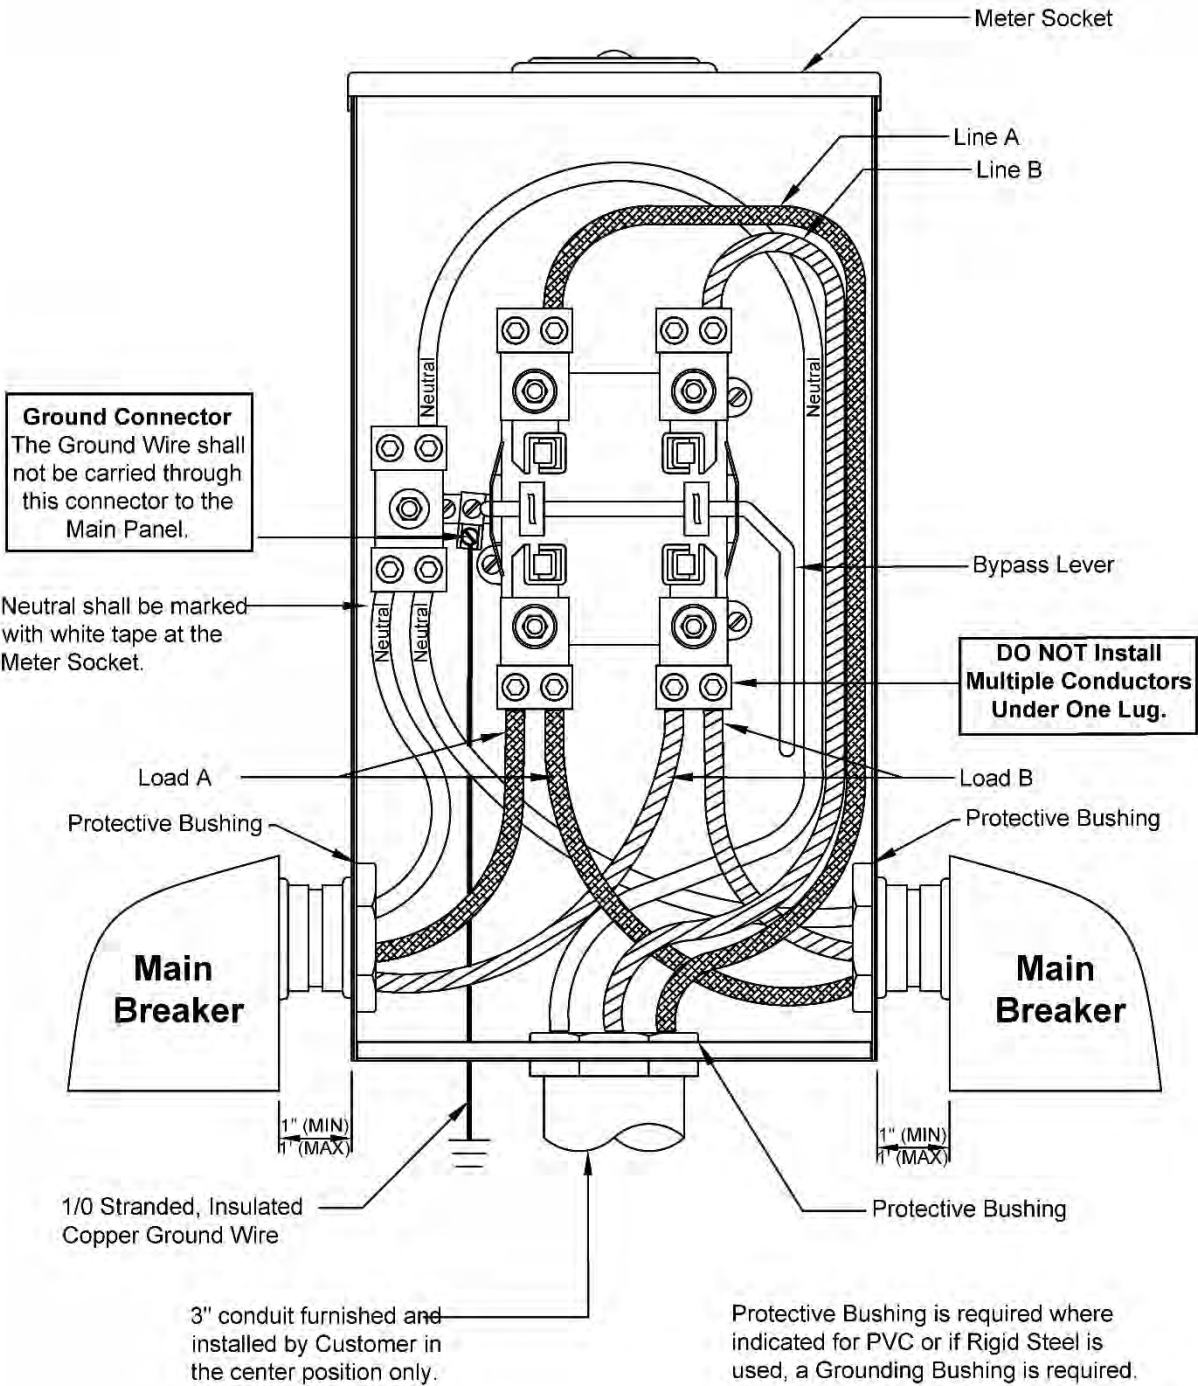 Meter Socket
Line A
Line B
Neutral
Neutral
Ground Connector
The Ground Wire shall
not be carried through
this connector to the
Main Panel.
Bypass Lever
Neutral shall be marked
with white tape at the
Meter Socket.
Neutral
Neutral
DO NOT Install
Multiple Conductors
Under One Lug.
Load A
Load B
Protective Bushing
Protective Bushing
Main
Breaker
Main
Breaker
1" (MIN)
1' (MAX)
1" (MIN)
1' (MAX)
1/0 Stranded, Insulated
Copper Ground Wire
Protective Bushing
3" conduit furnished and
installed by Customer in
the center position only.
Protective Bushing is required where
indicated for PVC or if Rigid Steel is
used, a Grounding Bushing is required.